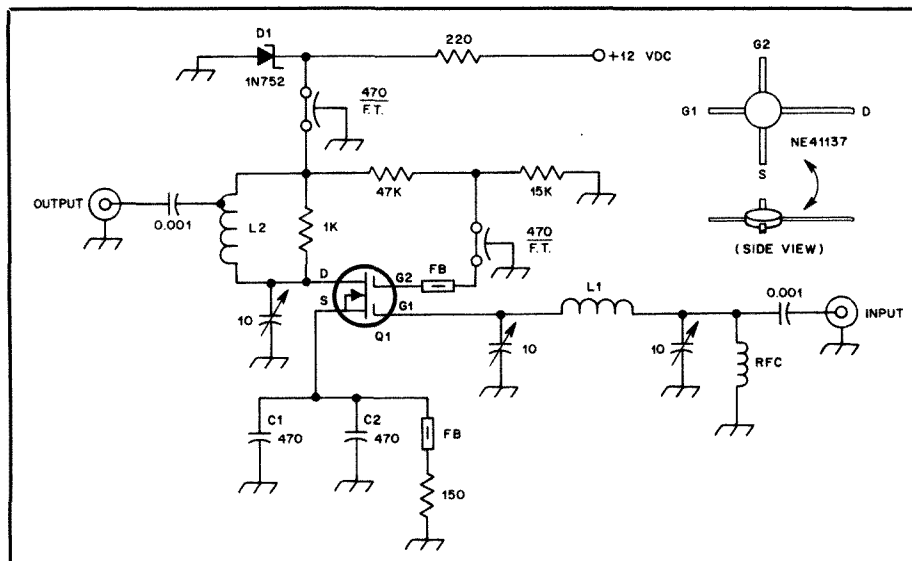 D1
1N752
220
+12 VDC
470
F.T.
G2
G1
D
NE41137
S
(SIDE VIEW)
OUTPUT
0.001
L2
1K
47K
15K
470
F.T.
D
G2
FB
S
G1
Q1
10
10
L1
10
0.001
INPUT
RFC
C1
470
C2
470
FB
150